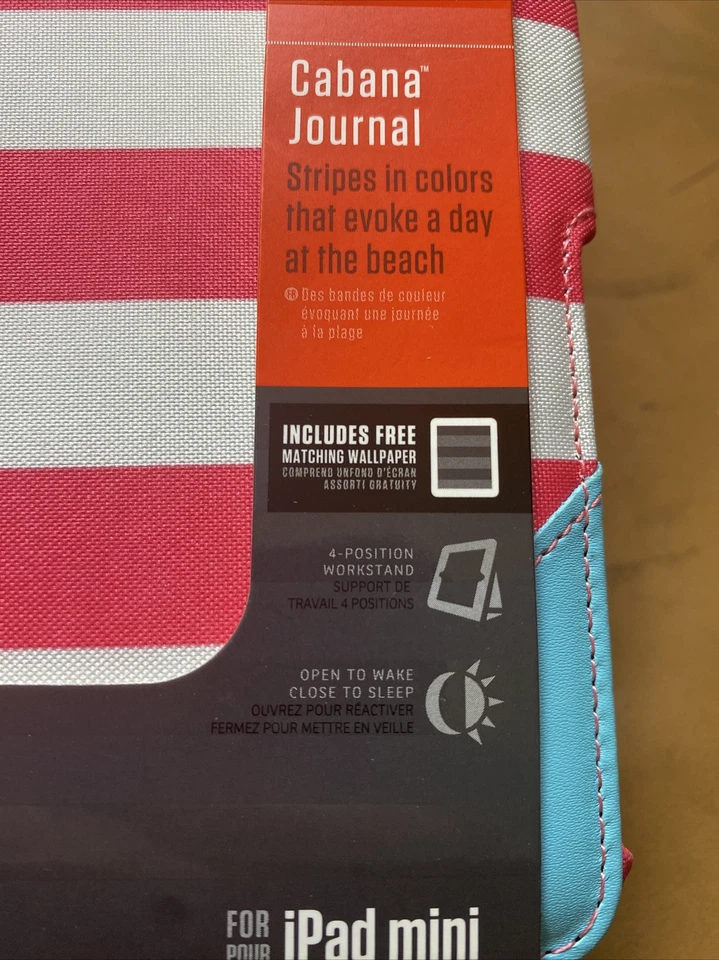 Cabana™
Journal
Stripes in colors
that evoke a day
at the beach
FR Des bandes de couleur
évoquant une journée
à la plage
INCLUDES FREE
MATCHING WALLPAPER
COMPREND UNFOND D'ÉCRAN
ASSORTI GRATUITY
4-POSITION
WORKSTAND
SUPPORT DE
TRAVAIL 4 POSITIONS
OPEN TO WAKE
CLOSE TO SLEEP
OUVREZ POUR RÉACTIVER
FERMEZ POUR METTRE EN VEILLE
FOR
POUR
iPad mini